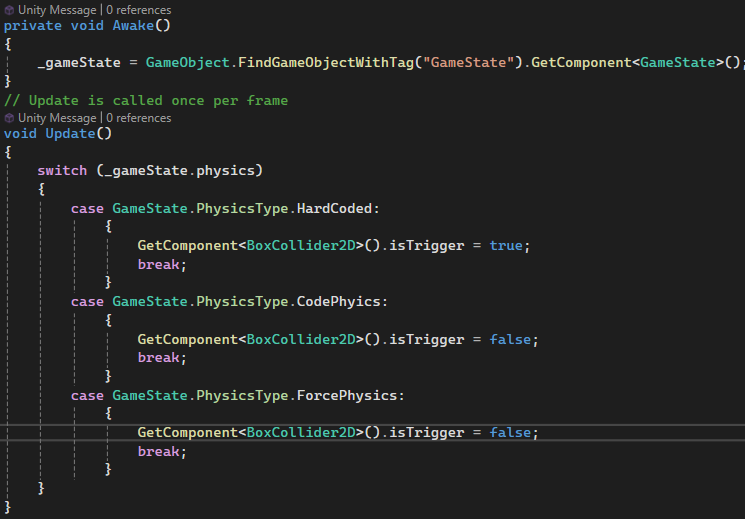 Unity Message | 0 references
private void Awake()
{
_gameState = GameObject.FindGameObjectWithTag("GameState").GetComponent<GameState>();
}
// Update is called once per frame
Unity Message | 0 references
void Update()
{
switch (_gameState.physics)
{
case GameState.PhysicsType.HardCoded:
{
GetComponent<BoxCollider2D>().isTrigger = true;
break;
}
case GameState.PhysicsType.CodePhyics:
{
GetComponent<BoxCollider2D>().isTrigger = false;
break;
}
case GameState.PhysicsType.ForcePhysics:
{
GetComponent<BoxCollider2D>().isTrigger = false;
break;
}
}
}